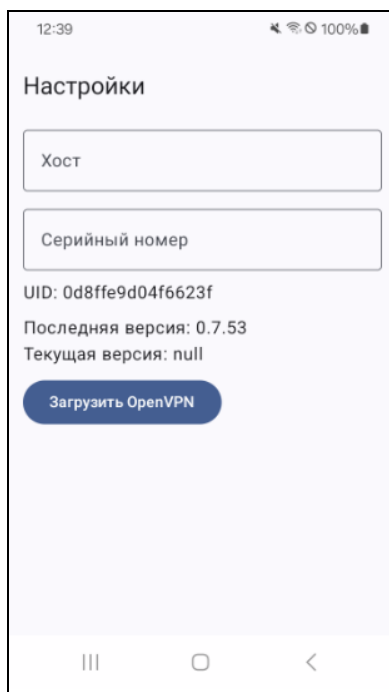 12:39 100%
Настройки
Хост
Серийный номер
UID: 0d8ffe9d04f6623f
Последняя версия: 0.7.53
Текущая версия: null
Загрузить OpenVPN